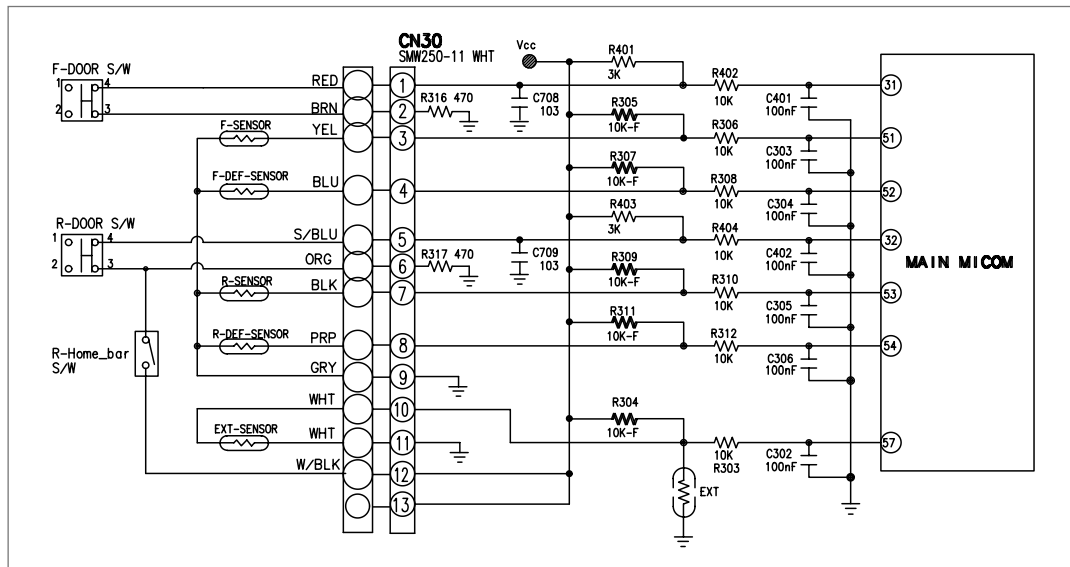 CN30
SMW250-11 WHT
Vcc
F-DOOR S/W
1 4
2 3
RED
BRN
F-SENSOR
YEL
F-DEF-SENSOR
BLU
R-DOOR S/W
1 4
2 3
S/BLU
ORG
R-SENSOR
BLK
R-DEF-SENSOR
PRP
R-Home_bar
S/W
GRY
WHT
EXT-SENSOR
WHT
W/BLK
1
2
3
4
5
6
7
8
9
10
11
12
13
R316 470
R317 470
C708
103
C709
103
R401
3K
R305
10K-F
R307
10K-F
R403
3K
R309
10K-F
R311
10K-F
R304
10K-F
R402
10K
R306
10K
R308
10K
R404
10K
R310
10K
R312
10K
10K
R303
EXT
C401
100nF
C303
100nF
C304
100nF
C402
100nF
C305
100nF
C306
100nF
C302
100nF
31
51
52
32
53
54
57
MAIN MICOM